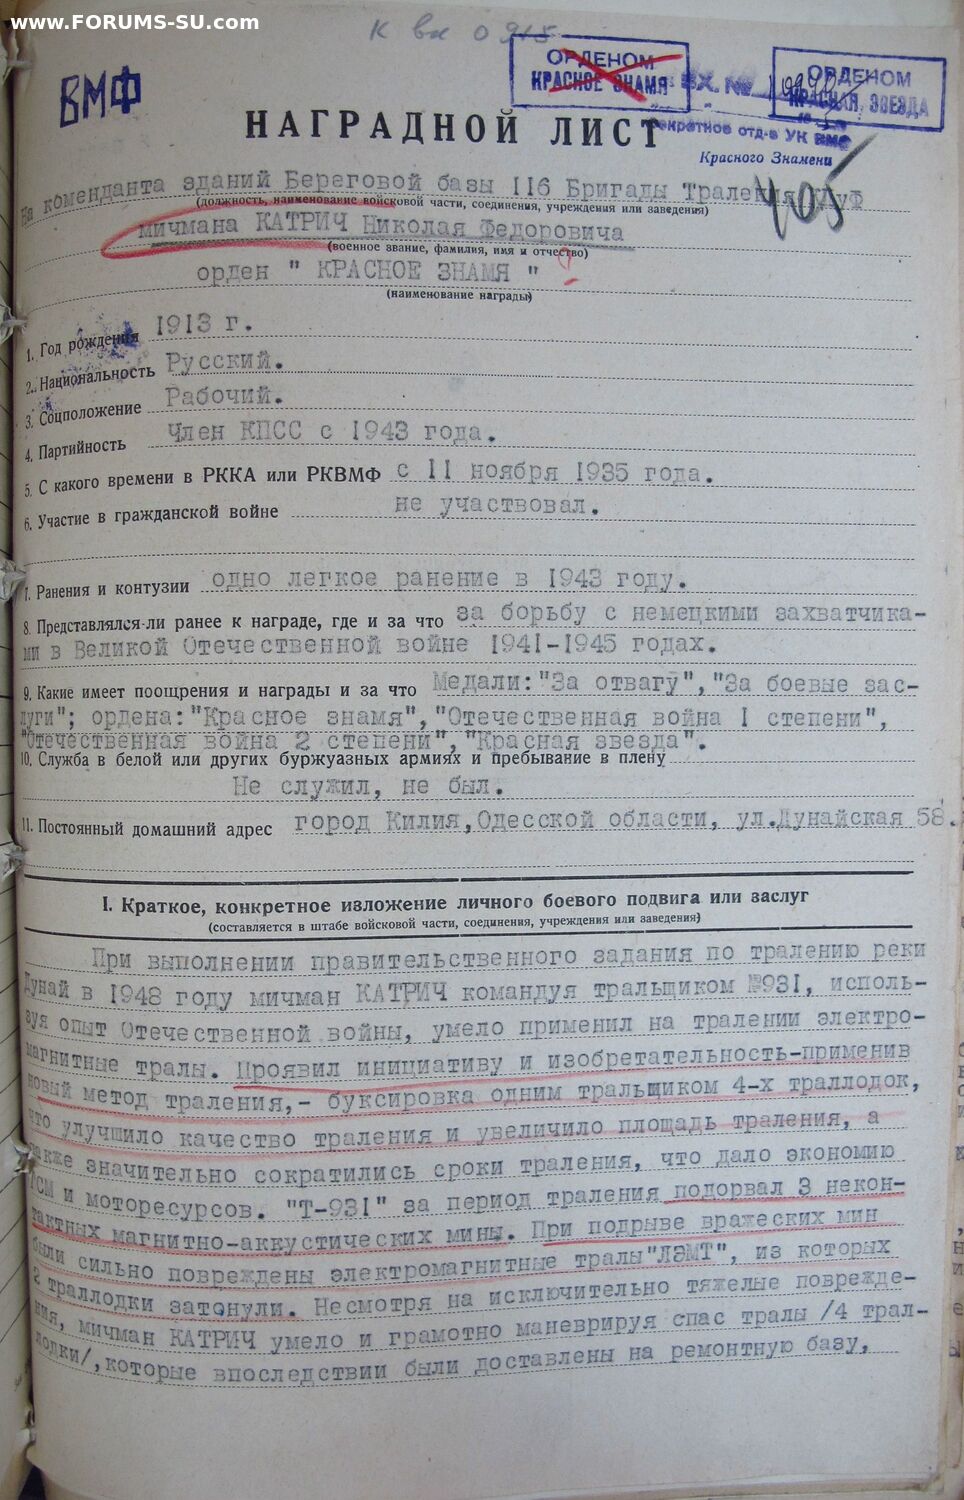 www.FORUMS-SU.com
К вх 0915
ВМФ
ОРДЕНОМ
КРАСНОЕ ЗНАМЯ
ВХ. №
ОРДЕНОМ
КРАСНАЯ ЗВЕЗДА
НАГРАДНОЙ ЛИСТ
секретное отд-е УК ВМС
Красного Знамени
405
На коменданта зданий Береговой базы 116 Бригады Траления
(должность, наименование войсковой части, соединения, учреждения или заведения)
мичмана КАТРИЧ Николая Федоровича
(военное звание, фамилия, имя и отчество)
орден " КРАСНОЕ ЗНАМЯ "
(наименование награды)
1. Год рождения 1913 г.
2. Национальность Русский.
3. Соцположение Рабочий.
4. Партийность Член КПСС с 1943 года.
5. С какого времени в РККА или РКВМФ с 11 ноября 1935 года.
6. Участие в гражданской войне не участвовал.
7. Ранения и контузии одно легкое ранение в 1943 году.
8. Представлялся-ли ранее к награде, где и за что за борьбу с немецкими захватчика-
ми в Великой Отечественной войне 1941-1945 годах.
9. Какие имеет поощрения и награды и за что Медали:"За отвагу","За боевые зас-
луги"; ордена:"Красное знамя","Отечественная война I степени",
"Отечественная война 2 степени","Красная звезда".
10. Служба в белой или других буржуазных армиях и пребывание в плену
Не служил, не был.
11. Постоянный домашний адрес город Килия,Одесской области, ул.Дунайская 58.
I. Краткое, конкретное изложение личного боевого подвига или заслуг
(составляется в штабе войсковой части, соединения, учреждения или заведения)
При выполнении правительственного задания по тралению реки
Дунай в 1948 году мичман КАТРИЧ командуя тральщиком №931, исполь-
зуя опыт Отечественной войны, умело применил на тралении электро-
магнитные тралы. Проявил инициативу и изобретательность-применив
новый метод траления,- буксировка одним тральщиком 4-х траллодок,
что улучшило качество траления и увеличило площадь траления, а
также значительно сократились сроки траления, что дало экономию
ГСМ и моторесурсов. "Т-931" за период траления подорвал 3 некон-
тактных магнитно-аккустических мины. При подрыве вражеских мин
были сильно повреждены электромагнитные тралы"ЛЭМТ", из которых
2 траллодки затонули. Несмотря на исключительно тяжелые поврежде-
ния, мичман КАТРИЧ умело и грамотно маневрируя спас тралы /4 трал-
лодки/,которые впоследствии были доставлены на ремонтную базу,